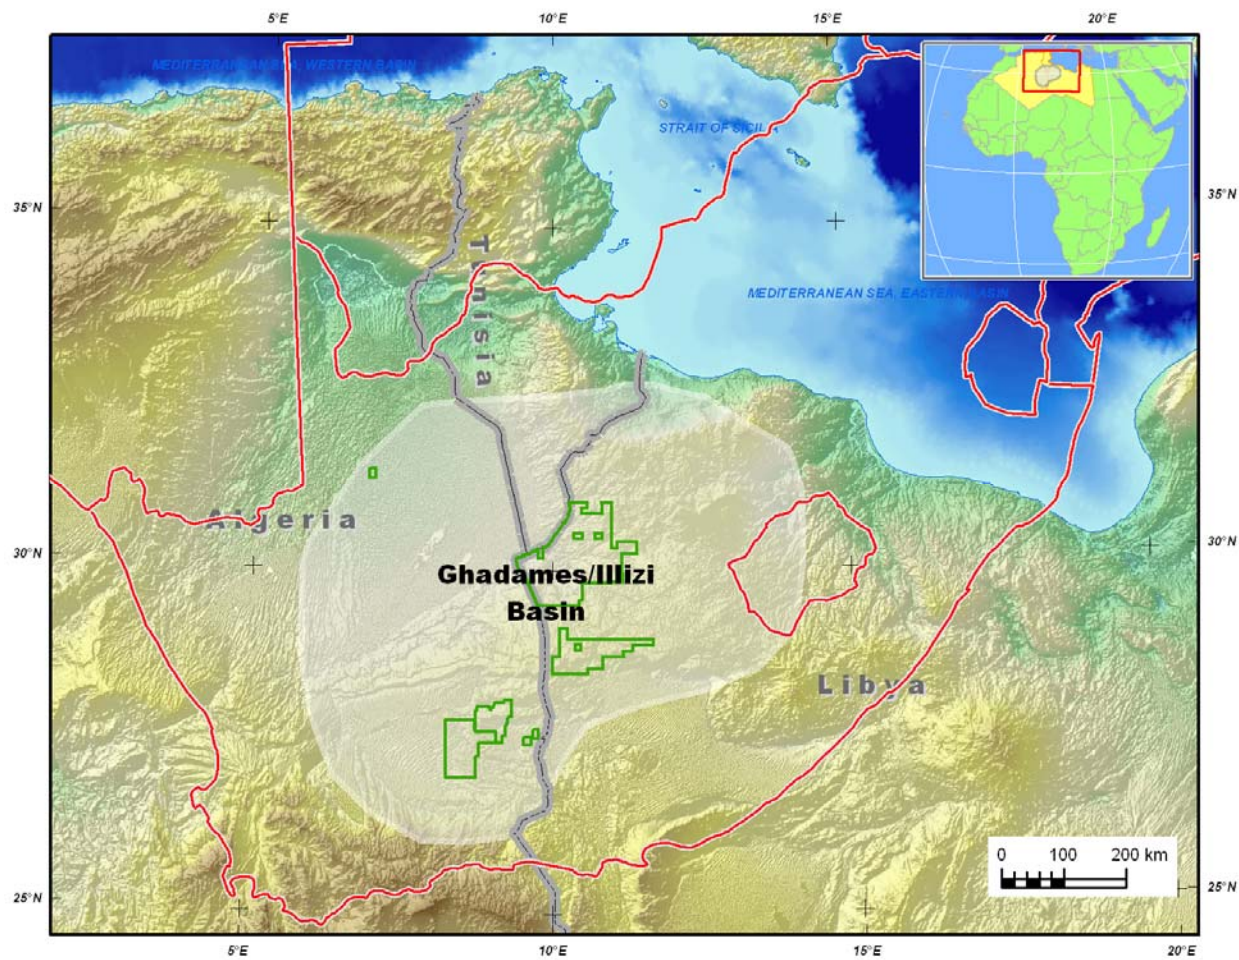 5°E 10°E 15°E 20°E
MEDITERRANEAN SEA, WESTERN BASIN
STRAIT OF SICILY
35°N 35°N
Tunisia
MEDITERRANEAN SEA, EASTERN BASIN
Algeria
30°N 30°N
Ghadames/Illizi
Basin
Libya
0 100 200 km
25°N 25°N
5°E 10°E 15°E 20°E